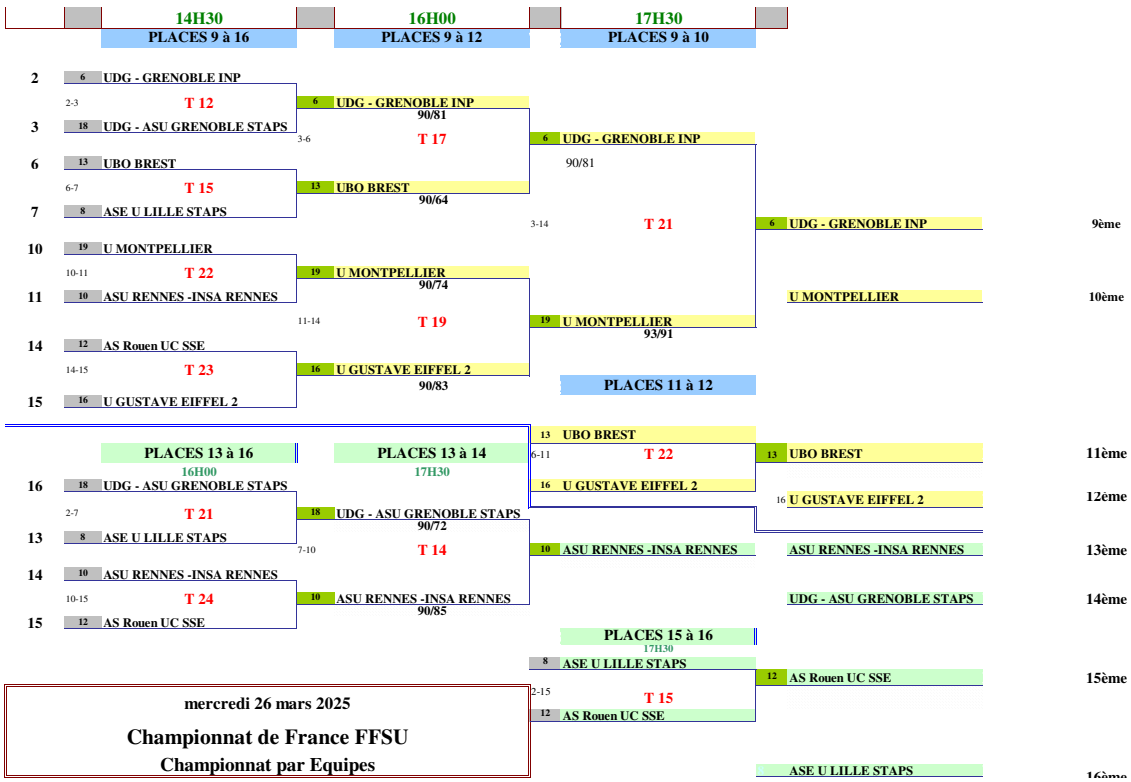 14H30 16H00 17H30
PLACES 9 à 16 PLACES 9 à 12 PLACES 9 à 10
2 6 UDG - GRENOBLE INP
2-3 T 12 6 UDG - GRENOBLE INP
90/81
3 18 UDG - ASU GRENOBLE STAPS
3-6 T 17 6 UDG - GRENOBLE INP
6 13 UBO BREST
90/81
6-7 T 15 13 UBO BREST
90/64
7 8 ASE U LILLE STAPS
3-14 T 21 6 UDG - GRENOBLE INP 9ème
10 19 U MONTPELLIER
10-11 T 22 19 U MONTPELLIER
90/74
11 10 ASU RENNES -INSA RENNES U MONTPELLIER 10ème
11-14 T 19 19 U MONTPELLIER
93/91
14 12 AS Rouen UC SSE
14-15 T 23 16 U GUSTAVE EIFFEL 2
90/83 PLACES 11 à 12
15 16 U GUSTAVE EIFFEL 2
13 UBO BREST
PLACES 13 à 16 PLACES 13 à 14 6-11 T 22 13 UBO BREST 11ème
16H00 17H30
16 18 UDG - ASU GRENOBLE STAPS 16 U GUSTAVE EIFFEL 2
16 U GUSTAVE EIFFEL 2 12ème
2-7 T 21 18 UDG - ASU GRENOBLE STAPS
90/72
13 8 ASE U LILLE STAPS
7-10 T 14 10 ASU RENNES -INSA RENNES ASU RENNES -INSA RENNES 13ème
14 10 ASU RENNES -INSA RENNES
10-15 T 24 10 ASU RENNES -INSA RENNES UDG - ASU GRENOBLE STAPS 14ème
90/85
15 12 AS Rouen UC SSE
PLACES 15 à 16
17H30
8 ASE U LILLE STAPS
12 AS Rouen UC SSE 15ème
2-15 T 15
12 AS Rouen UC SSE
mercredi 26 mars 2025
Championnat de France FFSU
Championnat par Equipes
ASE U LILLE STAPS 16ème